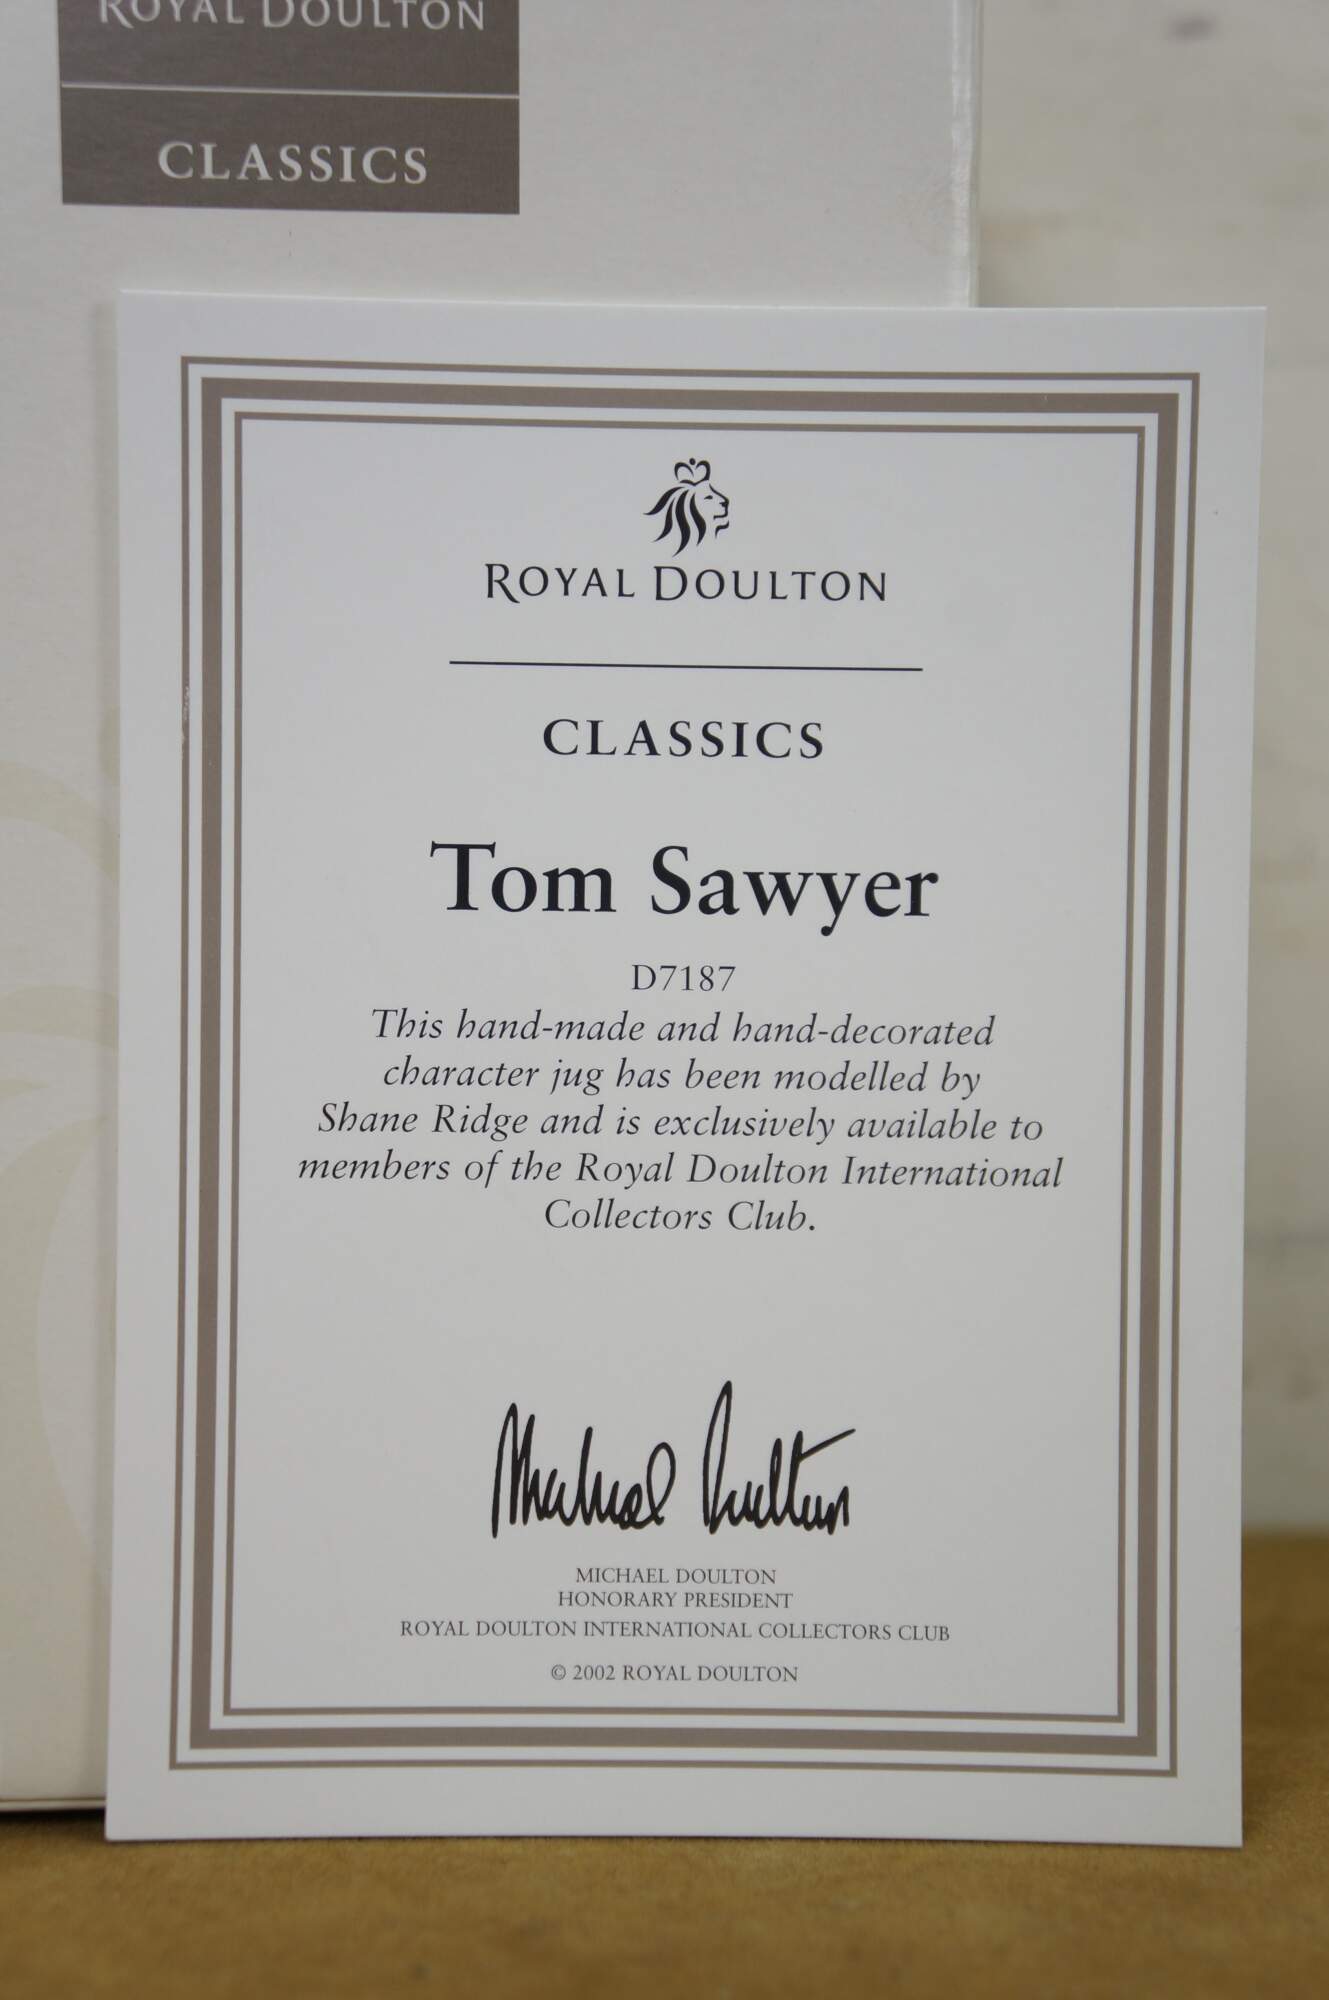 ROYAL DOULTON
CLASSICS
ROYAL DOULTON
CLASSICS
Tom Sawyer
D7187
This hand-made and hand-decorated
character jug has been modelled by
Shane Ridge and is exclusively available to
members of the Royal Doulton International
Collectors Club.
Michael Doulton
MICHAEL DOULTON
HONORARY PRESIDENT
ROYAL DOULTON INTERNATIONAL COLLECTORS CLUB
© 2002 ROYAL DOULTON